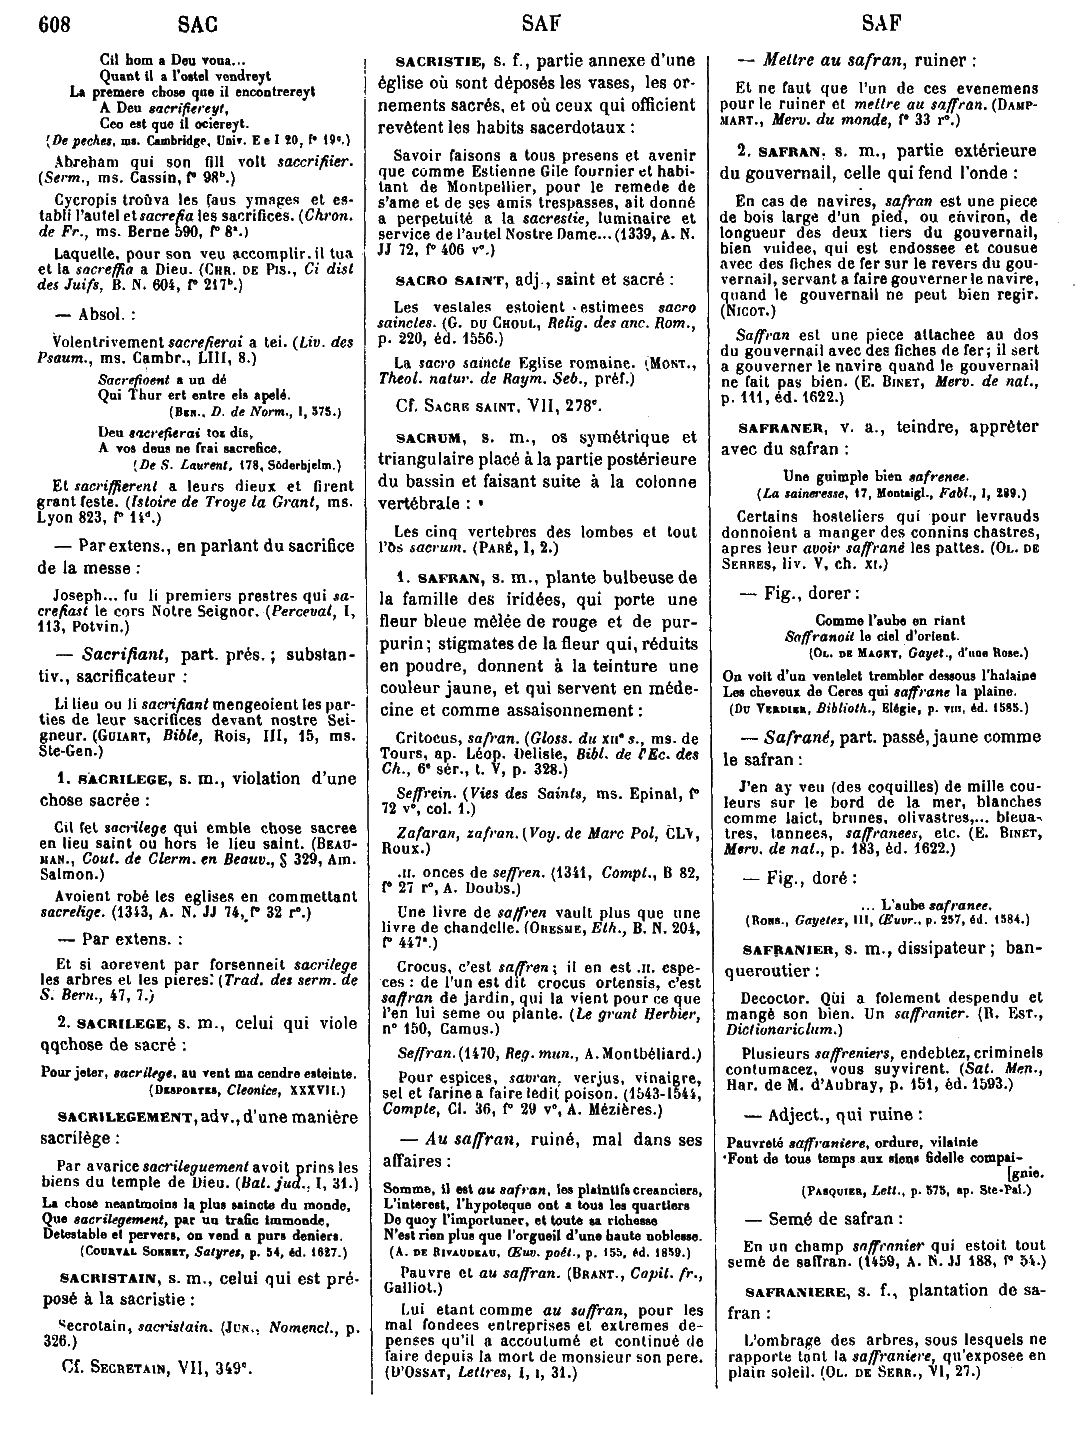 608 SAC SAF SAF
Cil hom a Deu voua...
Quant il a l'ostel vendreyt
La premere chose que il encontrereyt
A Deu sacrifiereyt,
Ceo est que il ociereyt.
(De peches, ms. Cambridge, Univ. E e I 20, f° 19ᵃ.)
Abreham qui son fill volt saccrifier.
(Serm., ms. Cassin, f° 98ᵇ.)
Cycropis trouva les faus ymages et es-
tabli l'autel et sacrefia les sacrifices. (Chron.
de Fr., ms. Berne 590, f° 8ᵃ.)
Laquelle, pour son veu accomplir, il tua
et la sacreffia a Dieu. (CHR. DE PIS., Ci dist
des Juifs, B. N. 604, f° 217ᵇ.)
— Absol. :
Volentrivement sacrefierai a tei. (Liv. des
Psaum., ms. Cambr., LIII, 8.)
Sacrefioent a un dé
Qui Thur ert entre els apelé.
(BEN., D. de Norm., I, 375.)
Deu sacrefierai toz dis,
A vos deus ne frai sacrefice.
(De S. Laurent, 178, Söderbjelm.)
Et sacriffierent a leurs dieux et firent
grant feste. (Istoire de Troye la Grant, ms.
Lyon 823, f° 14ᵈ.)
— Par extens., en parlant du sacrifice
de la messe :
Joseph... fu li premiers prestres qui sa-
crefiast le cors Notre Seignor. (Perceval, I,
113, Potvin.)
— Sacrifiant, part. prés. ; substan-
tiv., sacrificateur :
Li lieu ou li sacrifiant mengeoient les par-
ties de leur sacrifices devant nostre Sei-
gneur. (GUIART, Bible, Rois, III, 15, ms.
Ste-Gen.)
1. SACRILEGE, s. m., violation d'une
chose sacrée :
Cil fet sacrilege qui emble chose sacree
en lieu saint ou hors le lieu saint. (BEAU-
MAN., Cout. de Clerm. en Beauv., § 329, Am.
Salmon.)
Avoient robé les eglises en commettant
sacrelige. (1343, A. N. JJ 74, f° 32 r°.)
— Par extens. :
Et si aorevent par forsenneit sacrilege
les arbres et les pieres. (Trad. des serm. de
S. Bern., 47, 7.)
2. SACRILEGE, s. m., celui qui viole
qqchose de sacré :
Pour jeter, sacrilege, au vent ma cendre esteinte.
(DESPORTES, Cleonice, XXXVII.)
SACRILEGEMENT, adv., d'une manière
sacrilège :
Par avarice sacrileguement avoit prins les
biens du temple de Dieu. (Bat. jud., I, 31.)
La chose neantmoins la plus saincte du monde,
Que sacrilegement, par un trafic immonde,
Detestable et pervers, on vend a purs deniers.
(COURVAL SONNET, Satyres, p. 54, éd. 1627.)
SACRISTAIN, s. m., celui qui est pré-
posé à la sacristie :
Secrotain, sacristain. (JUN., Nomencl., p.
326.)
Cf. SECRETAIN, VII, 349ᶜ.
SACRISTIE, s. f., partie annexe d'une
église où sont déposés les vases, les or-
nements sacrés, et où ceux qui officient
revêtent les habits sacerdotaux :
Savoir faisons a tous presens et avenir
que comme Estienne Gile fournier et habi-
tant de Montpellier, pour le remede de
s'ame et de ses amis trespasses, ait donné
a perpetuité a la sacrestie, luminaire et
service de l'autel Nostre Dame... (1339, A. N.
JJ 72, f° 406 v°.)
SACRO SAINT, adj., saint et sacré :
Les vestales estoient estimees sacro
sainctes. (G. DU CHOUL, Relig. des anc. Rom.,
p. 220, éd. 1556.)
La sacro saincte Eglise romaine. (MONT.,
Theol. natur. de Raym. Seb., préf.)
Cf. SACRE SAINT, VII, 278ᶜ.
SACRUM, s. m., os symétrique et
triangulaire placé à la partie postérieure
du bassin et faisant suite à la colonne
vertébrale :
Les cinq vertebres des lombes et tout
l'os sacrum. (PARÉ, I, 2.)
1. SAFRAN, s. m., plante bulbeuse de
la famille des iridées, qui porte une
fleur bleue mêlée de rouge et de pur-
purin ; stigmates de la fleur qui, réduits
en poudre, donnent à la teinture une
couleur jaune, et qui servent en méde-
cine et comme assaisonnement :
Critocus, safran. (Gloss. du XIIᵉ s., ms. de
Tours, ap. Léop. Delisle, Bibl. de l'Ec. des
Ch., 6ᵉ sér., t. V, p. 328.)
Seffrein. (Vies des Saints, ms. Epinal, f°
72 v°, col. 1.)
Zafaran, zafran. (Voy. de Marc Pol, CLV,
Roux.)
.II. onces de seffren. (1341, Compt., B 82,
f° 27 r°, A. Doubs.)
Une livre de saffren vault plus que une
livre de chandelle. (ORESME, Eth., B. N. 204,
f° 447ᵃ.)
Crocus, c'est saffren ; il en est .II. espe-
ces : de l'un est dit crocus ortensis, c'est
saffran de jardin, qui la vient pour ce que
l'en lui seme ou plante. (Le grant Herbier,
n° 150, Camus.)
Seffran. (1470, Reg. mun., A. Montbéliard.)
Pour espices, savran, verjus, vinaigre,
sel et farine a faire ledit poison. (1543-1544,
Compte, Cl. 36, f° 29 v°, A. Mézières.)
— Au saffran, ruiné, mal dans ses
affaires :
Somme, il est au safran, les plaintifs creanciers,
L'interest, l'hypoteque ont a tous les quartiers
De quoy l'importuner, et toute sa richesse
N'est rien plus que l'orgueil d'une haute noblesse.
(A. DE RIVAUDEAU, Œuv. poét., p. 155, éd. 1859.)
Pauvre et au saffran. (BRANT., Capit. fr.,
Galliot.)
Lui etant comme au saffran, pour les
mal fondees entreprises et extremes de-
penses qu'il a accoutumé et continué de
faire depuis la mort de monsieur son pere.
(D'OSSAT, Lettres, I, I, 31.)
— Mettre au safran, ruiner :
Et ne faut que l'un de ces evenemens
pour le ruiner et mettre au saffran. (DAMP-
MART., Merv. du monde, f° 33 r°.)
2. SAFRAN, s. m., partie extérieure
du gouvernail, celle qui fend l'onde :
En cas de navires, safran est une piece
de bois large d'un pied, ou environ, de
longueur des deux tiers du gouvernail,
bien vuidee, qui est endossee et cousue
avec des fiches de fer sur le revers du gou-
vernail, servant a faire gouverner le navire,
quand le gouvernail ne peut bien regir.
(NICOT.)
Saffran est une piece attachee au dos
du gouvernail avec des fiches de fer ; il sert
a gouverner le navire quand le gouvernail
ne fait pas bien. (E. BINET, Merv. de nat.,
p. 111, éd. 1622.)
SAFRANER, v. a., teindre, apprêter
avec du safran :
Une guimple bien safrenee.
(La saineresse, 17, Montaigl., Fabl., I, 289.)
Certains hosteliers qui pour levrauds
donnoient a manger des connins chastres,
apres leur avoir saffrané les pattes. (OL. DE
SERRES, liv. V, ch. XI.)
— Fig., dorer :
Comme l'aube en riant
Saffranoit le ciel d'orient.
(OL. DE MAGNY, Gayet., d'une Rose.)
On voit d'un ventelet trembler dessous l'halaine
Les cheveux de Ceres qui saffrane la plaine.
(DU VERDIER, Biblioth., Elégie, p. VIII, éd. 1585.)
— Safrané, part. passé, jaune comme
le safran :
J'en ay veu (des coquilles) de mille cou-
leurs sur le bord de la mer, blanches
comme laict, brunes, olivastres,... bleua-
tres, tannees, saffranees, etc. (E. BINET,
Merv. de nat., p. 183, éd. 1622.)
— Fig., doré :
... L'aube safranee.
(RONS., Gayetez, III, Œuvr., p. 257, éd. 1584.)
SAFRANIER, s. m., dissipateur ; ban-
queroutier :
Decoctor. Qui a folement despendu et
mangé son bien. Un saffranier. (R. EST.,
Dictionariclum.)
Plusieurs saffreniers, endebtez, criminels
contumacez, vous suyvirent. (Sat. Men.,
Har. de M. d'Aubray, p. 151, éd. 1593.)
— Adject., qui ruine :
Pauvreté saffraniere, ordure, vilainie
Font de tous temps aux siens fidelle compai-
[gnie.
(PASQUIER, Lett., p. 575, ap. Ste-Pal.)
— Semé de safran :
En un champ saffranier qui estoit tout
semé de saffran. (1459, A. N. JJ 188, f° 54.)
SAFRANIERE, s. f., plantation de sa-
fran :
L'ombrage des arbres, sous lesquels ne
rapporte tant la saffraniere, qu'exposee en
plain soleil. (OL. DE SERR., VI, 27.)